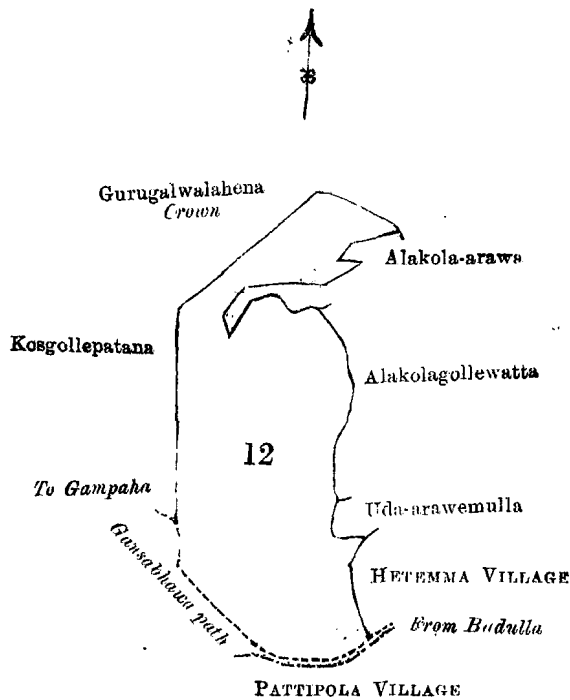 Gurugalwalahena
Crown
Alakola-arawa
Kosgollepatana
Alakolagollewatta
12
To Gampaha
Uda-arawemulla
Gansabhawa path
HETEMMA VILLAGE
From Badulla
PATTIPOLA VILLAGE